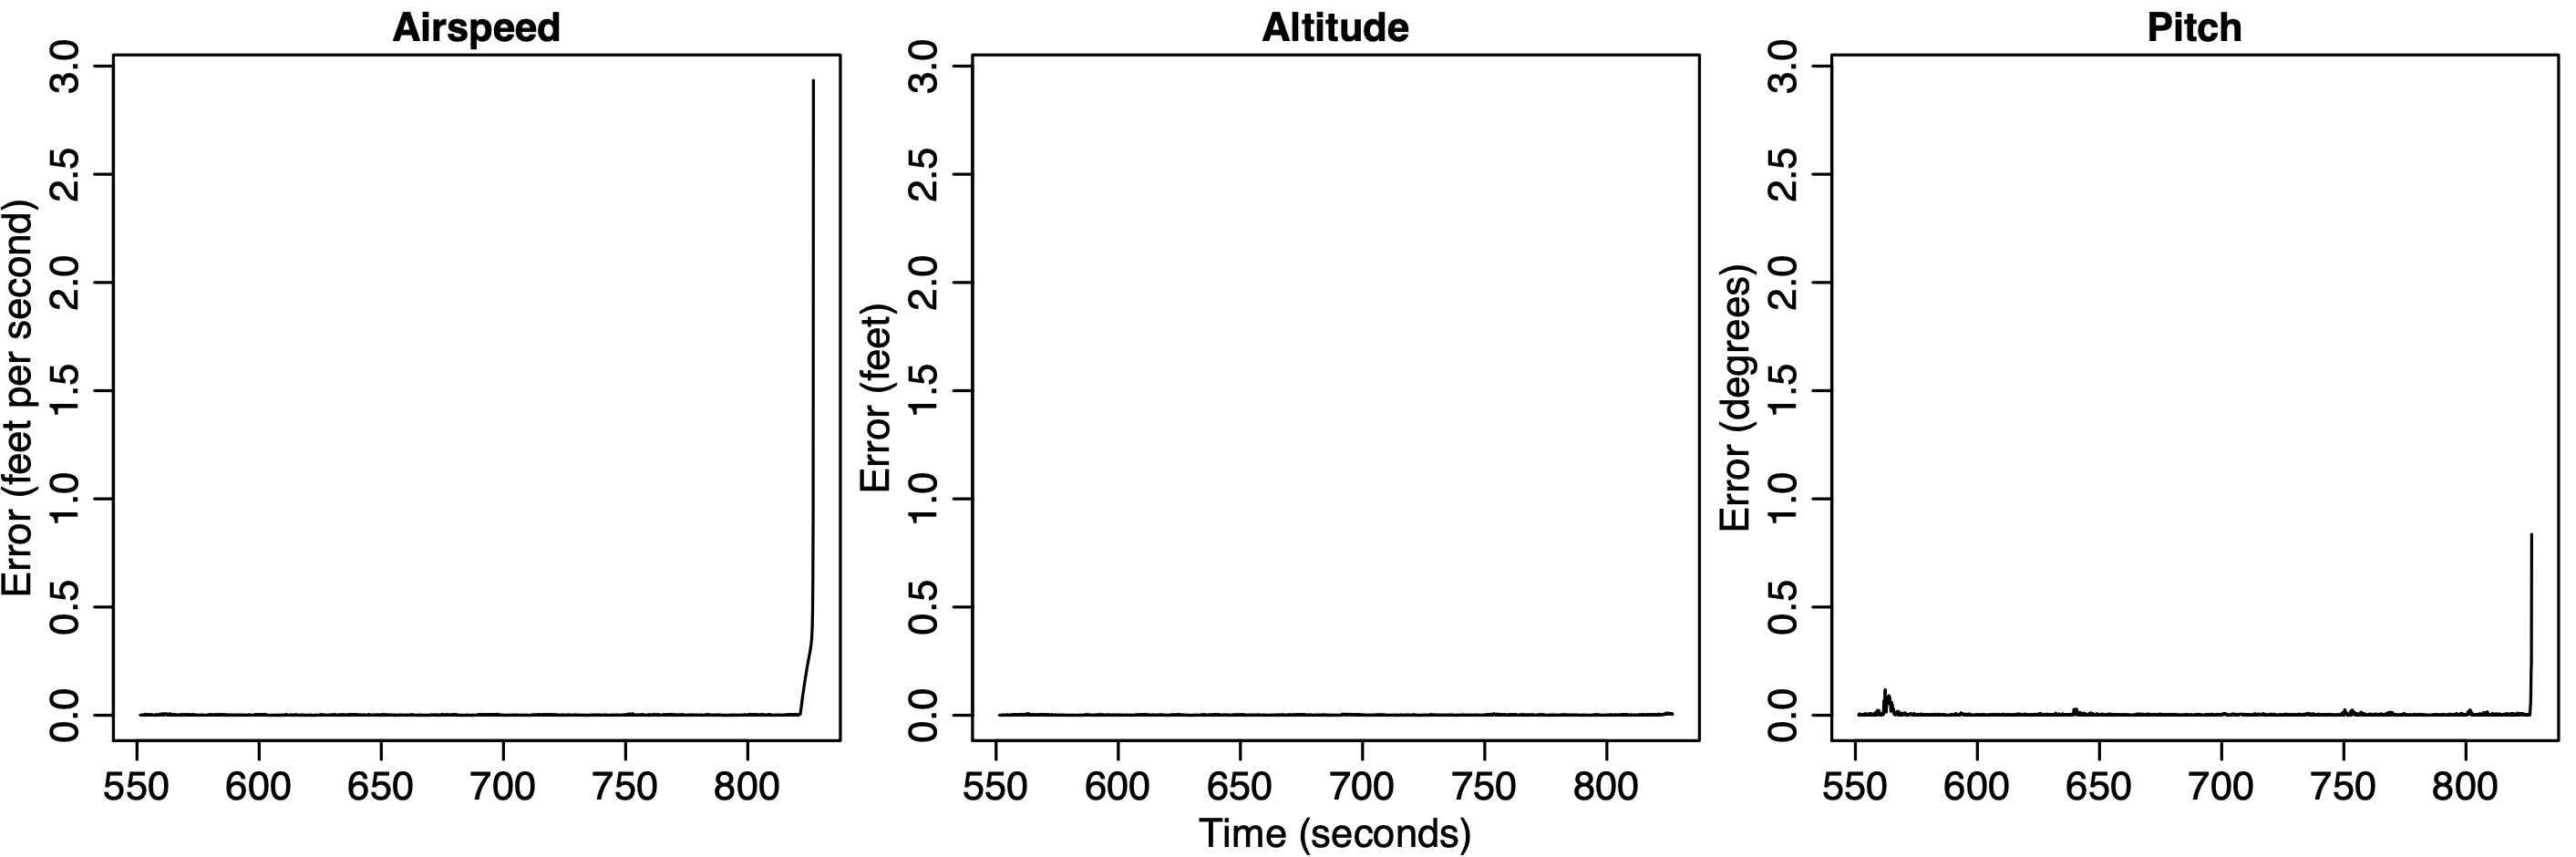 Airspeed
Error (feet per second)
3.0
2.5
2.0
1.5
1.0
0.5
0.0
550 600 650 700 750 800
Altitude
Error (feet)
3.0
2.5
2.0
1.5
1.0
0.5
0.0
550 600 650 700 750 800
Time (seconds)
Pitch
Error (degrees)
3.0
2.5
2.0
1.5
1.0
0.5
0.0
550 600 650 700 750 800